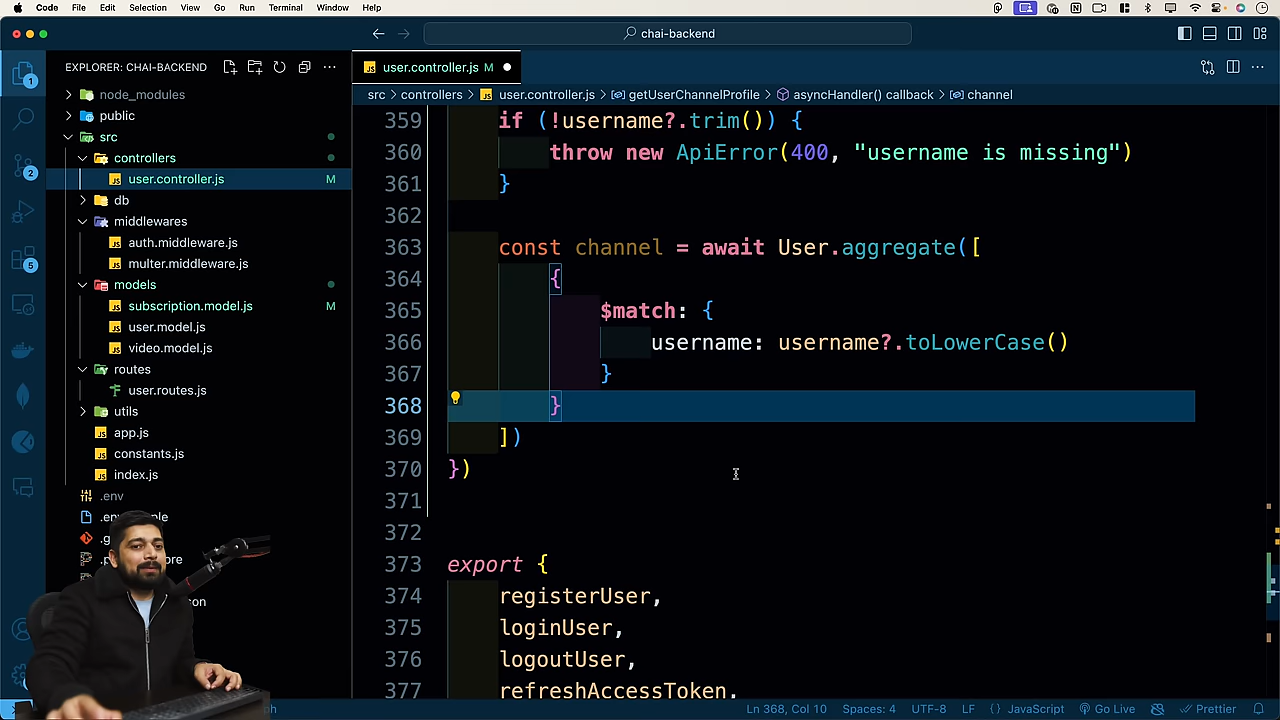 Code File Edit Selection View Go Run Terminal Window Help
chai-backend
EXPLORER: CHAI-BACKEND
user.controller.js M
src > controllers > user.controller.js > getUserChannelProfile > asyncHandler() callback > channel
node_modules
public
src
controllers
user.controller.js M
db
middlewares
auth.middleware.js
multer.middleware.js
models
subscription.model.js M
user.model.js
video.model.js
routes
user.routes.js
utils
app.js
constants.js
index.js
.env
1
2
5
359 if (!username?.trim()) {
360 throw new ApiError(400, "username is missing")
361 }
362
363 const channel = await User.aggregate([
364 {
365 $match: {
366 username: username?.toLowerCase()
367 }
368 }
369 ])
370 })
371
372
373 export {
374 registerUser,
375 loginUser,
376 logoutUser,
377 refreshAccessToken,
Ln 368, Col 10 Spaces: 4 UTF-8 LF {} JavaScript Go Live Prettier